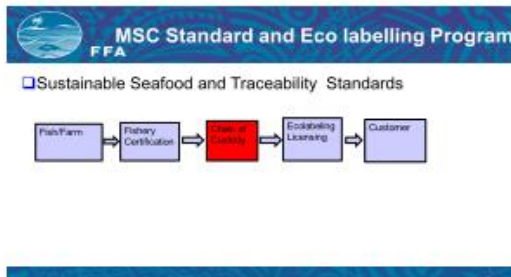 MSC Standard and Eco labelling Program
FFA
Sustainable Seafood and Traceability Standards
Fish/Farm
Fishery
Certification
Chain of
Custody
Ecolabeling
Licensing
Customer